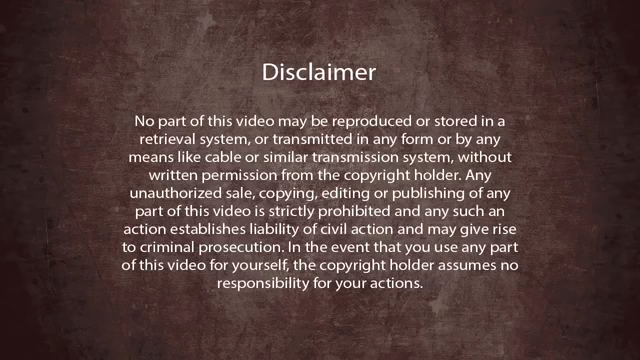 Disclaimer
No part of this video may be reproduced or stored in a
retrieval system, or transmitted in any form or by any
means like cable or similar transmission system, without
written permission from the copyright holder. Any
unauthorized sale, copying, editing or publishing of any
part of this video is strictly prohibited and any such an
action establishes liability of civil action and may give rise
to criminal prosecution. In the event that you use any part
of this video for yourself, the copyright holder assumes no
responsibility for your actions.